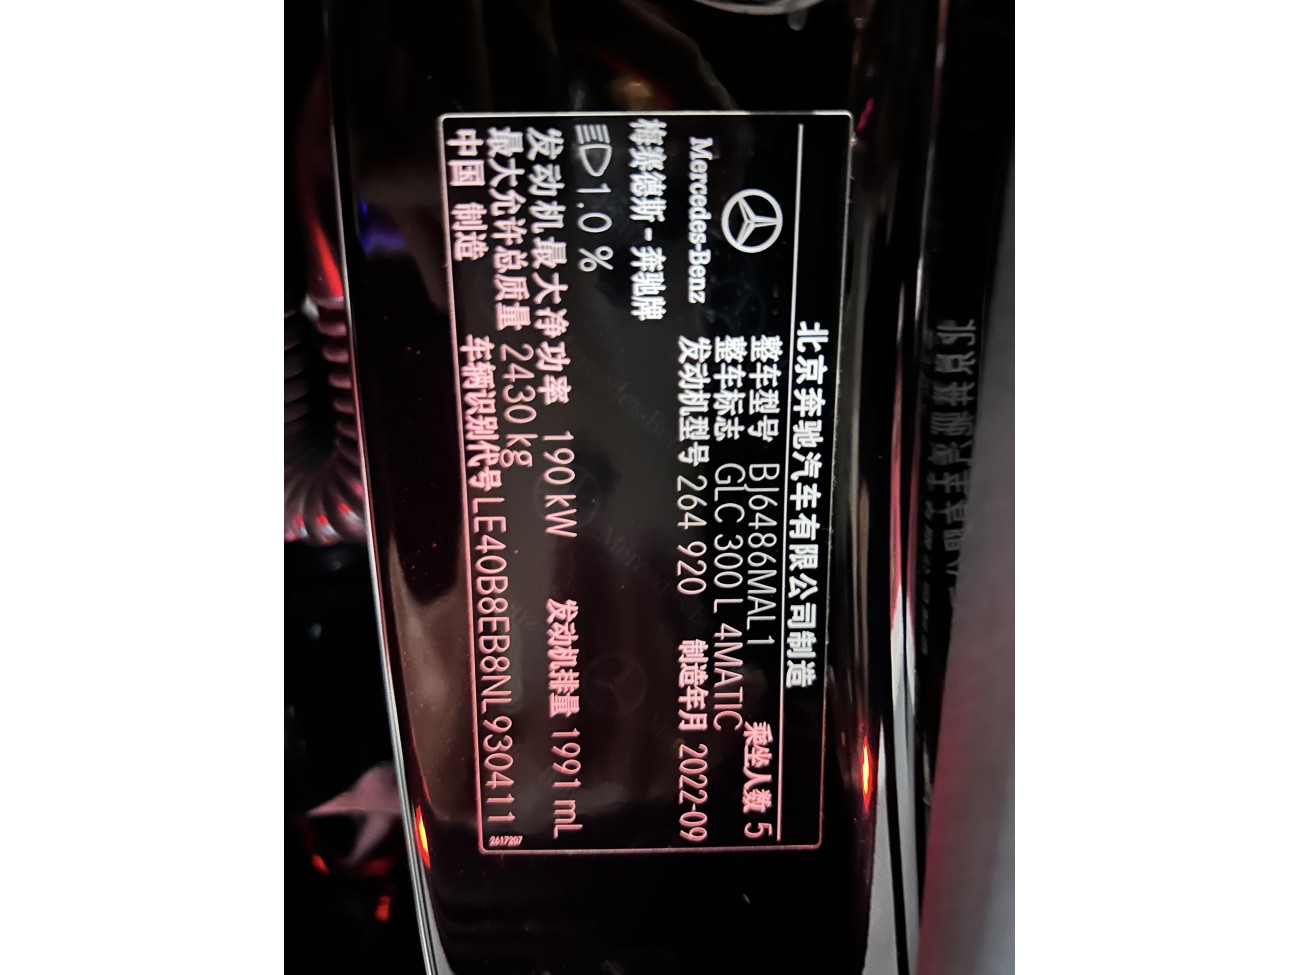 北京奔驰汽车有限公司制造
整车型号 BJ6486MAL1 乘坐人数 5
整车标志 GLC 300 L 4MATIC
Mercedes-Benz 发动机型号 264 920 制造年月 2022-09
梅赛德斯-奔驰牌
1.0 %
发动机最大净功率 190 kW 发动机排量 1991 mL
最大允许总质量 2430 kg
中国 制造 车辆识别代号 LE40B8EB8NL930411
2617207